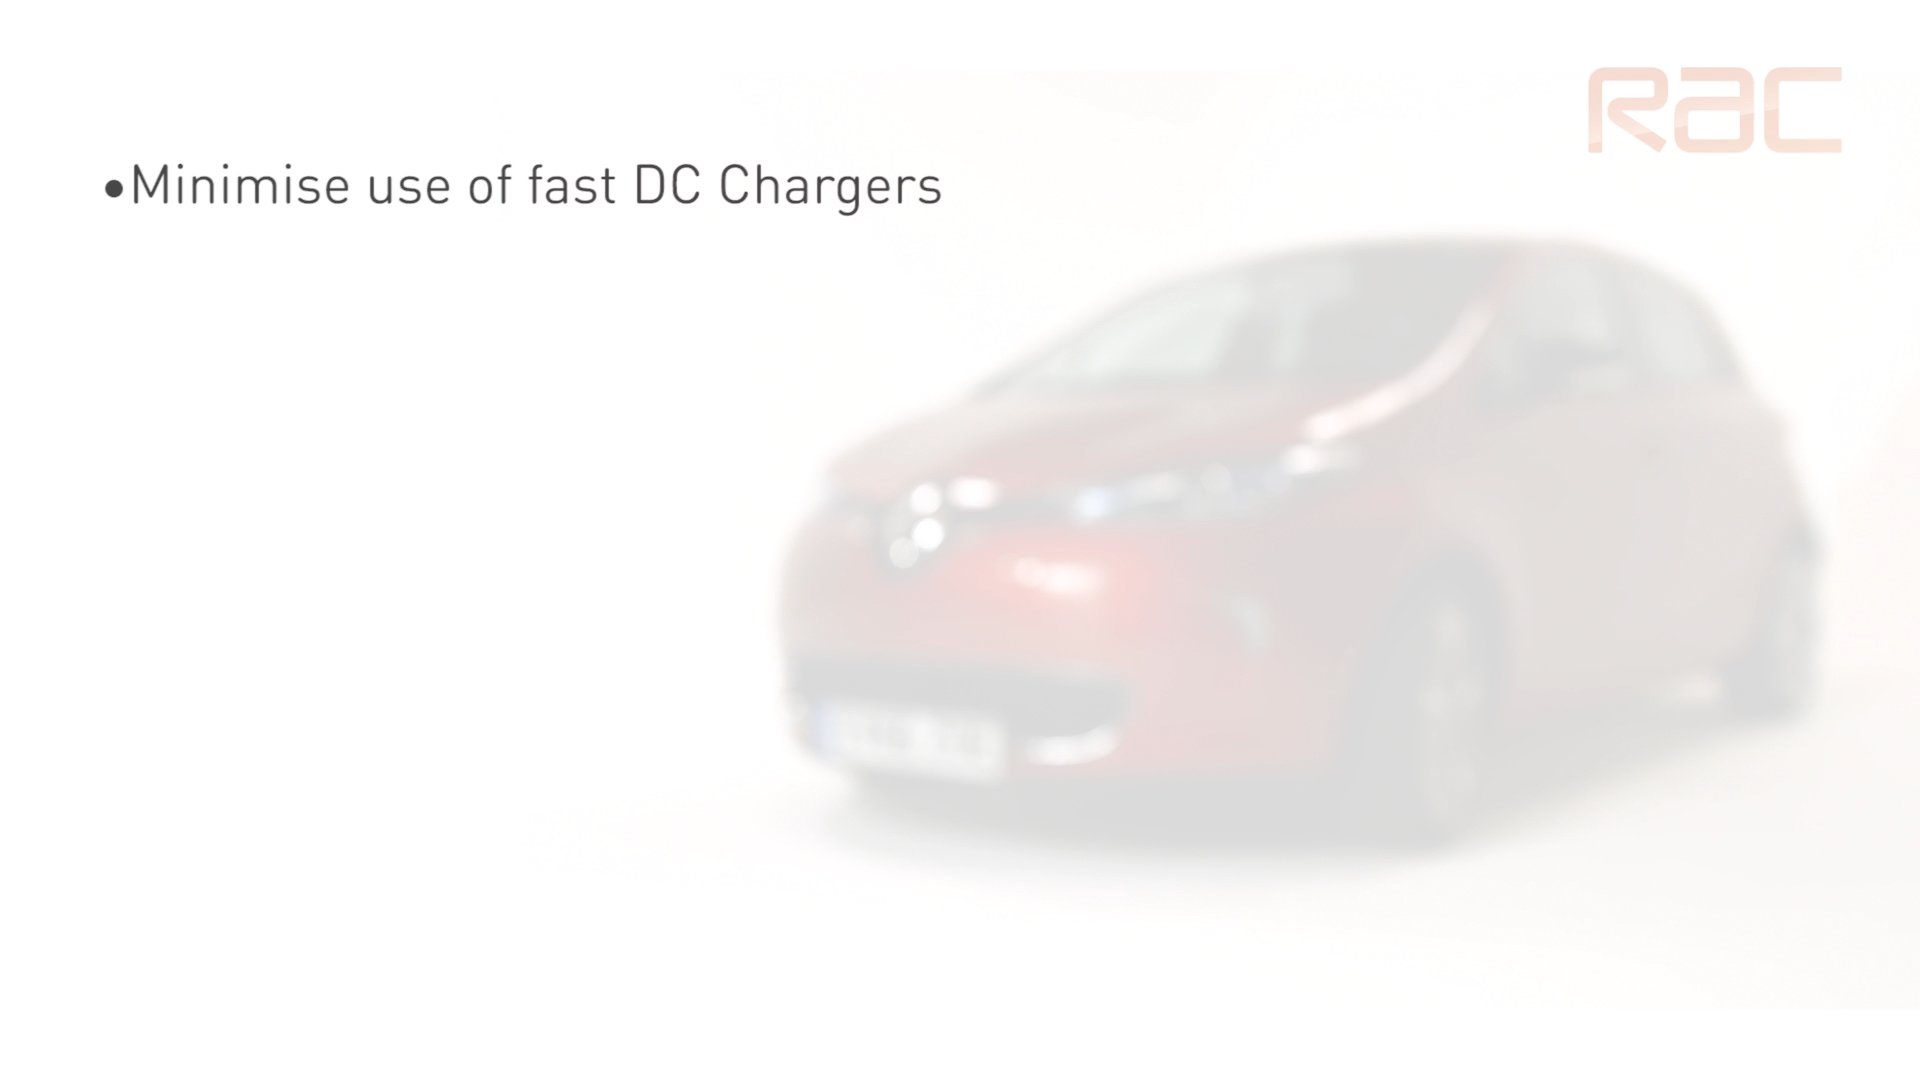 RAC
•Minimise use of fast DC Chargers